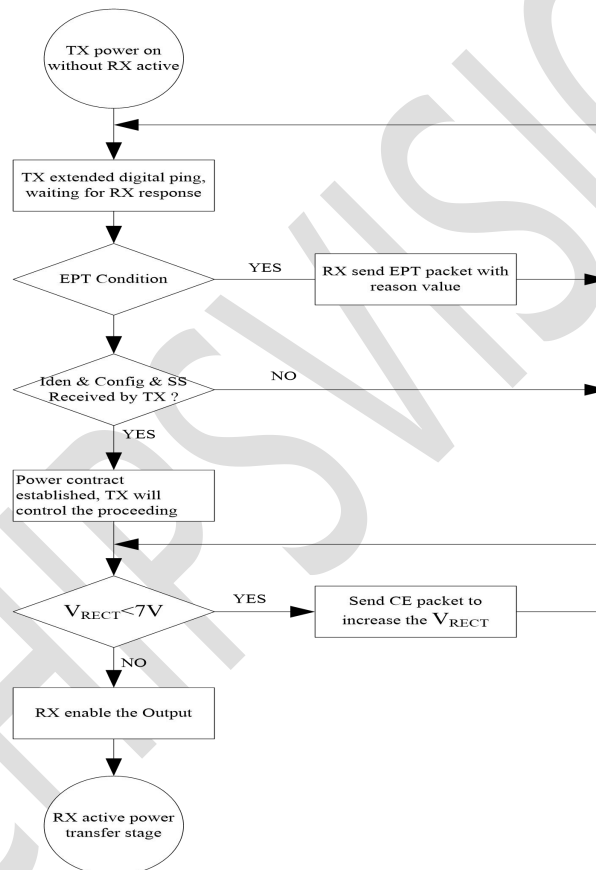 TX power on
without RX active
TX extended digital ping,
waiting for RX response
EPT Condition
YES
RX send EPT packet with
reason value
Iden & Config & SS
Received by TX ?
NO
YES
Power contract
established, TX will
control the proceeding
VRECT<7V
YES
Send CE packet to
increase the VRECT
NO
RX enable the Output
RX active power
transfer stage
CHIPSVISIO